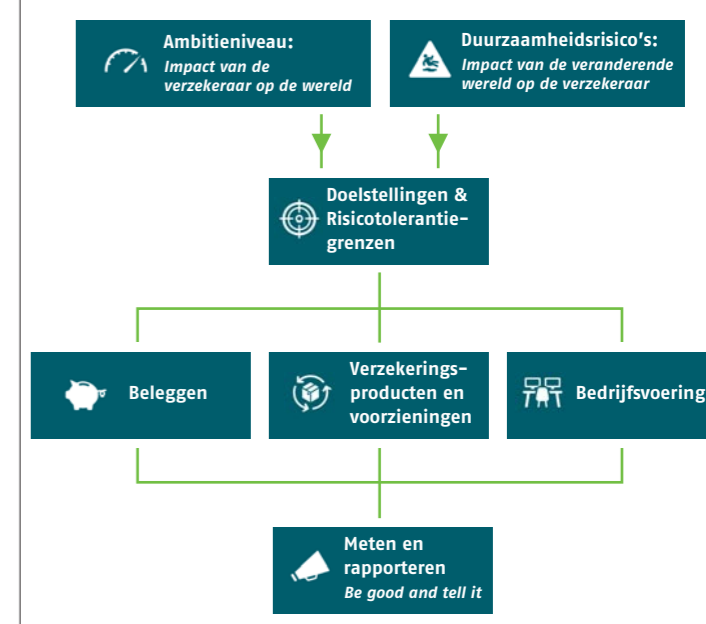 Ambitieniveau:
Impact van de
verzekeraar op de wereld
Duurzaamheidsrisico's:
Impact van de veranderende
wereld op de verzekeraar
Doelstellingen &
Risicotolerantie-
grenzen
Beleggen
Verzekerings-
producten en
voorzieningen
Bedrijfsvoering
Meten en
rapporteren
Be good and tell it